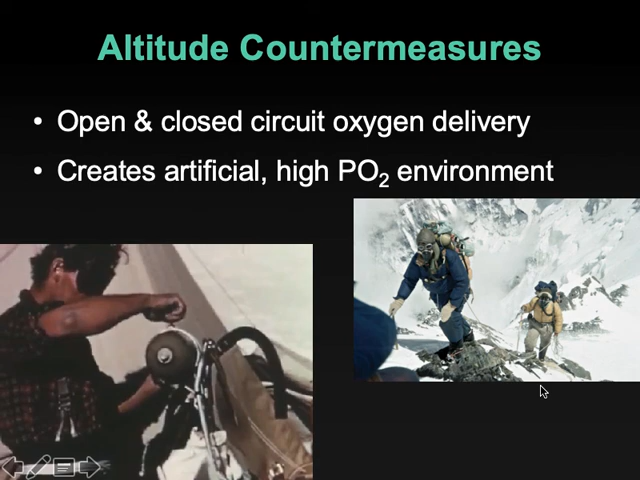 Altitude Countermeasures
• Open & closed circuit oxygen delivery
• Creates artificial, high PO₂ environment